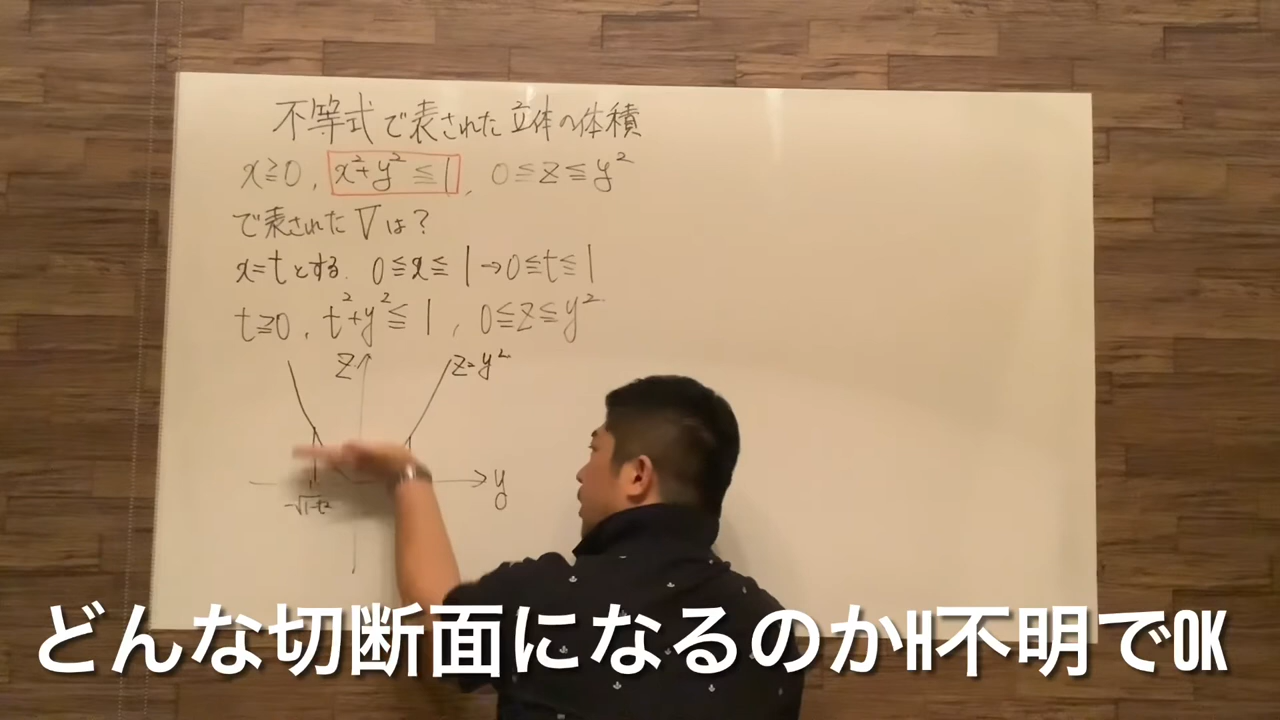 不等式で表された立体の体積
x≧0, x²+y²≦1, 0≦z≦y²
で表されたVは?
x=tとする. 0≦x≦1→0≦t≦1
t≧0, t²+y²≦1, 0≦z≦y²
z
z=y²
y
-√1-t²
0
どんな切断面になるのかH不明でOK